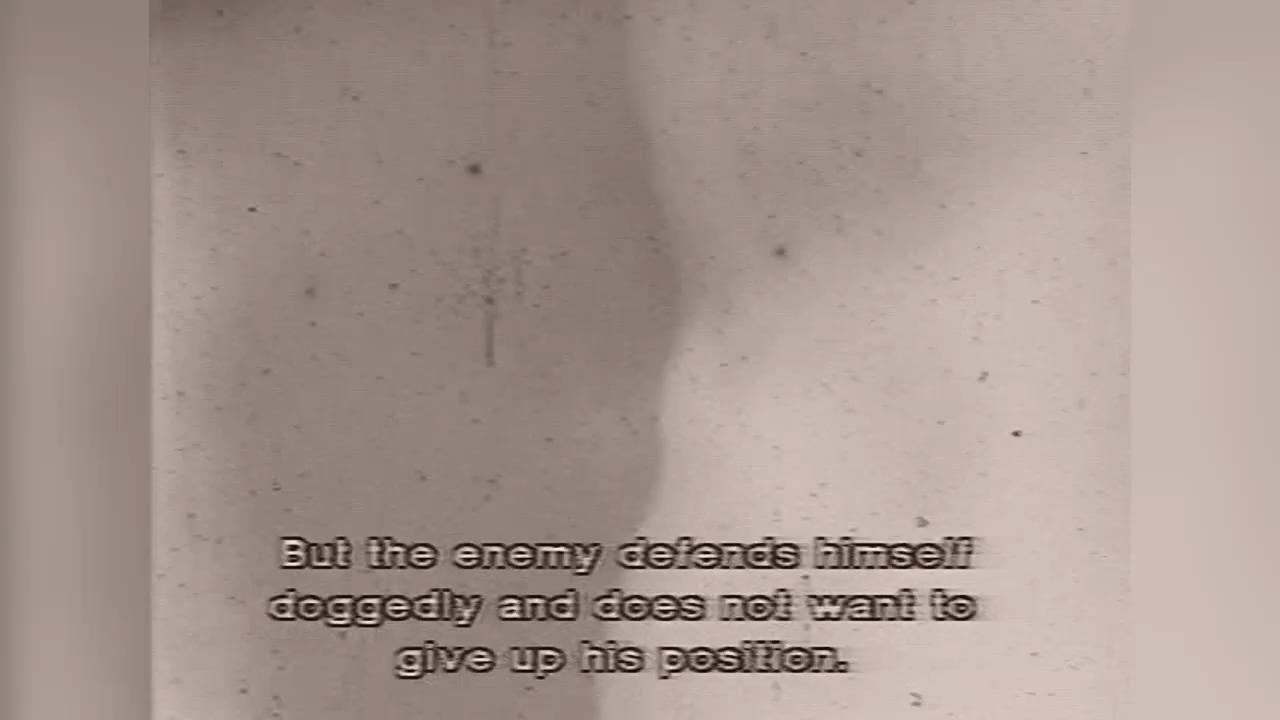 But the enemy defends himself
doggedly and does not want to
give up his position.